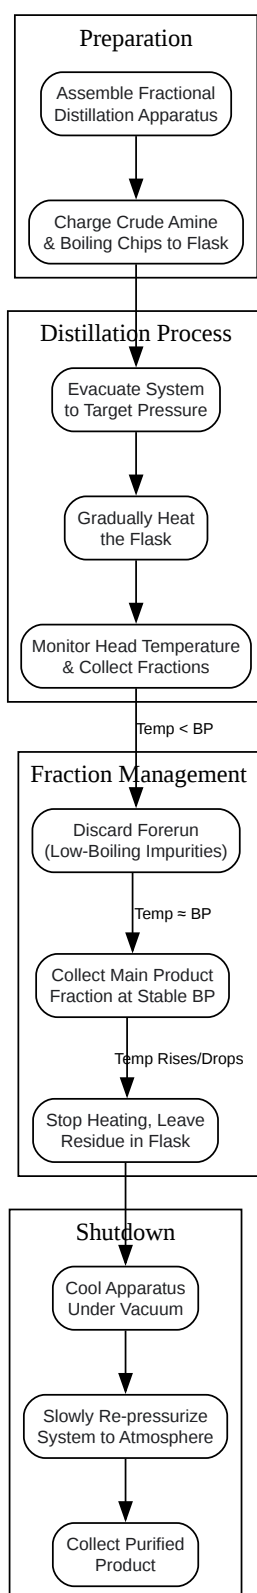 Preparation
Assemble Fractional
Distillation Apparatus
Charge Crude Amine
& Boiling Chips to Flask
Distillation Process
Evacuate System
to Target Pressure
Gradually Heat
the Flask
Monitor Head Temperature
& Collect Fractions
Temp < BP
Fraction Management
Discard Forerun
(Low-Boiling Impurities)
Temp ≈ BP
Collect Main Product
Fraction at Stable BP
Temp Rises/Drops
Stop Heating, Leave
Residue in Flask
Shutdown
Cool Apparatus
Under Vacuum
Slowly Re-pressurize
System to Atmosphere
Collect Purified
Product